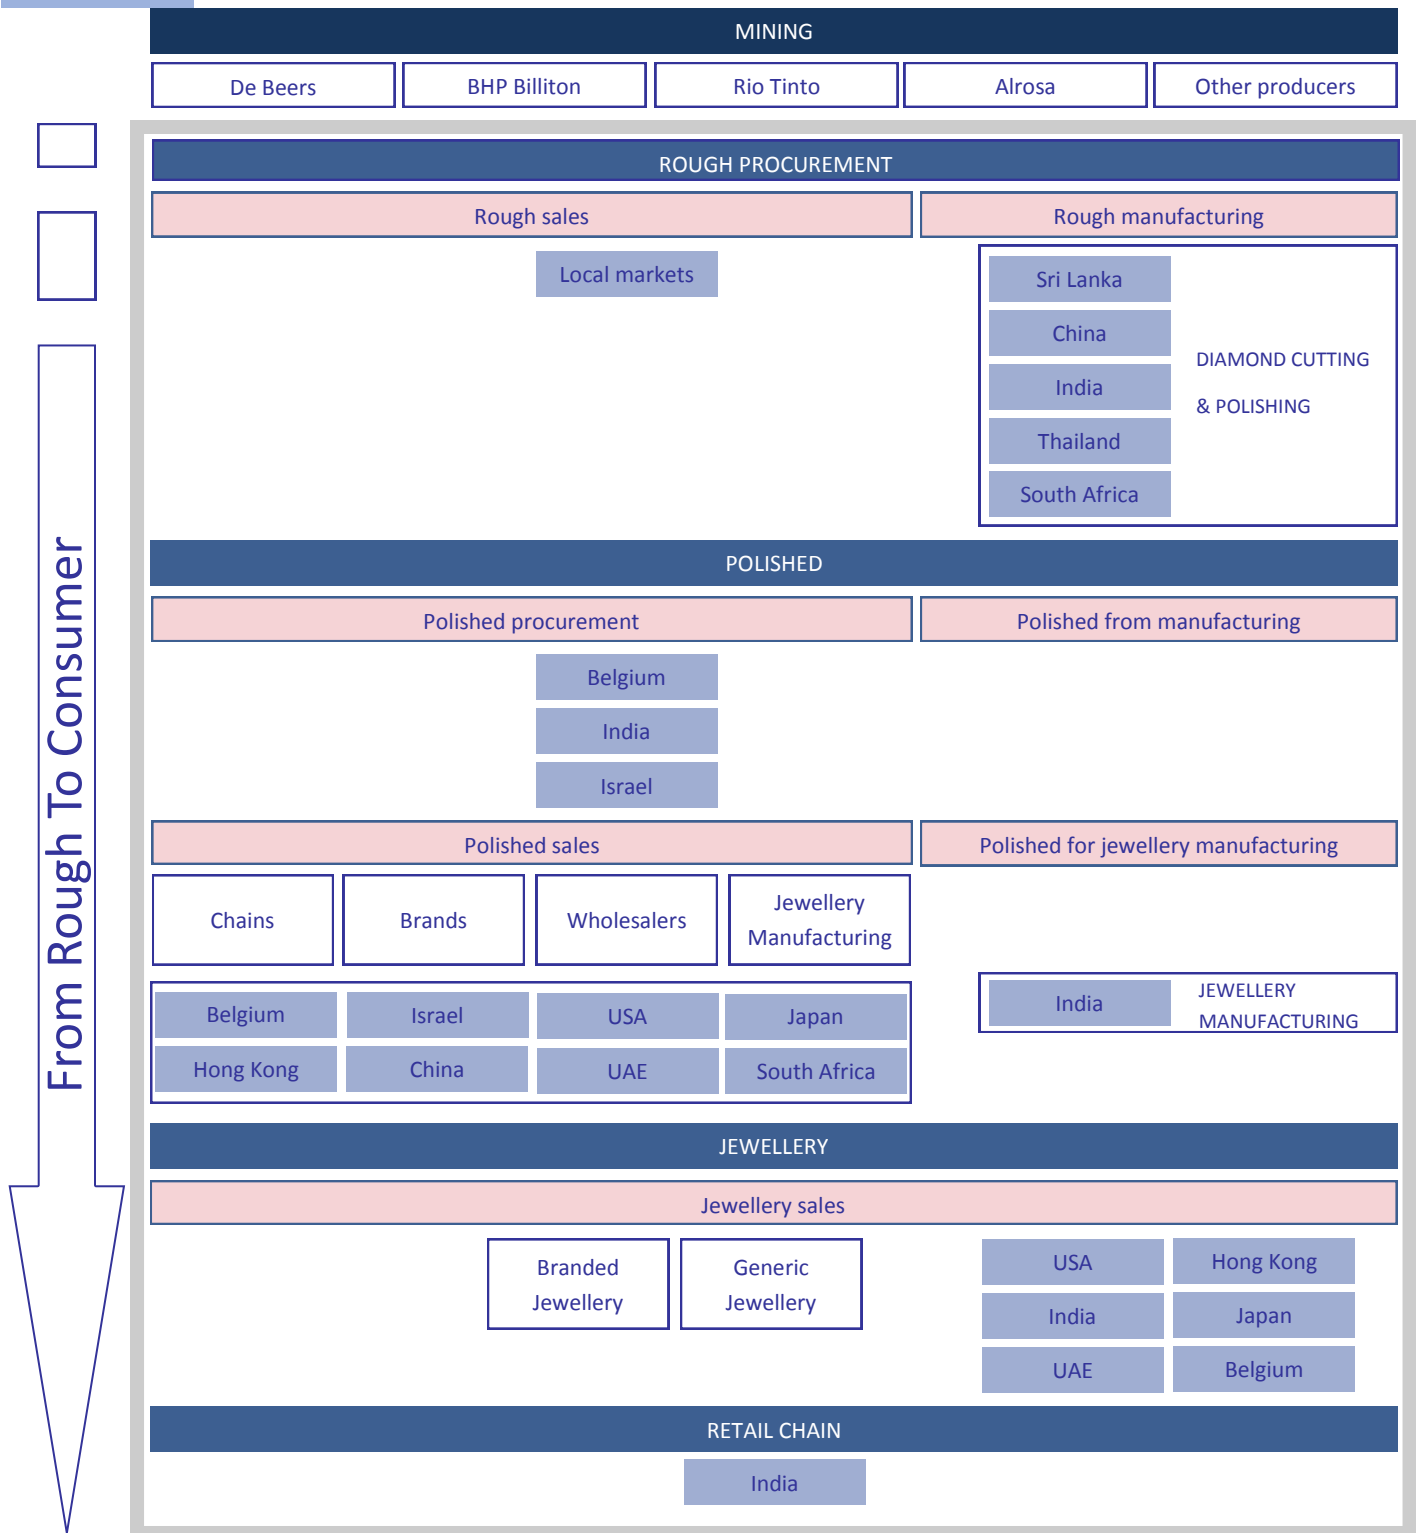 MINING
De Beers
BHP Billiton
Rio Tinto
Alrosa
Other producers
ROUGH PROCUREMENT
Rough sales
Rough manufacturing
Local markets
Sri Lanka
China
India
Thailand
South Africa
DIAMOND CUTTING
& POLISHING
POLISHED
Polished procurement
Polished from manufacturing
Belgium
India
Israel
Polished sales
Polished for jewellery manufacturing
Chains
Brands
Wholesalers
Jewellery
Manufacturing
Belgium
Israel
USA
Japan
Hong Kong
China
UAE
South Africa
India
JEWELLERY
MANUFACTURING
JEWELLERY
Jewellery sales
Branded
Jewellery
Generic
Jewellery
USA
Hong Kong
India
Japan
UAE
Belgium
RETAIL CHAIN
India
From Rough To Consumer